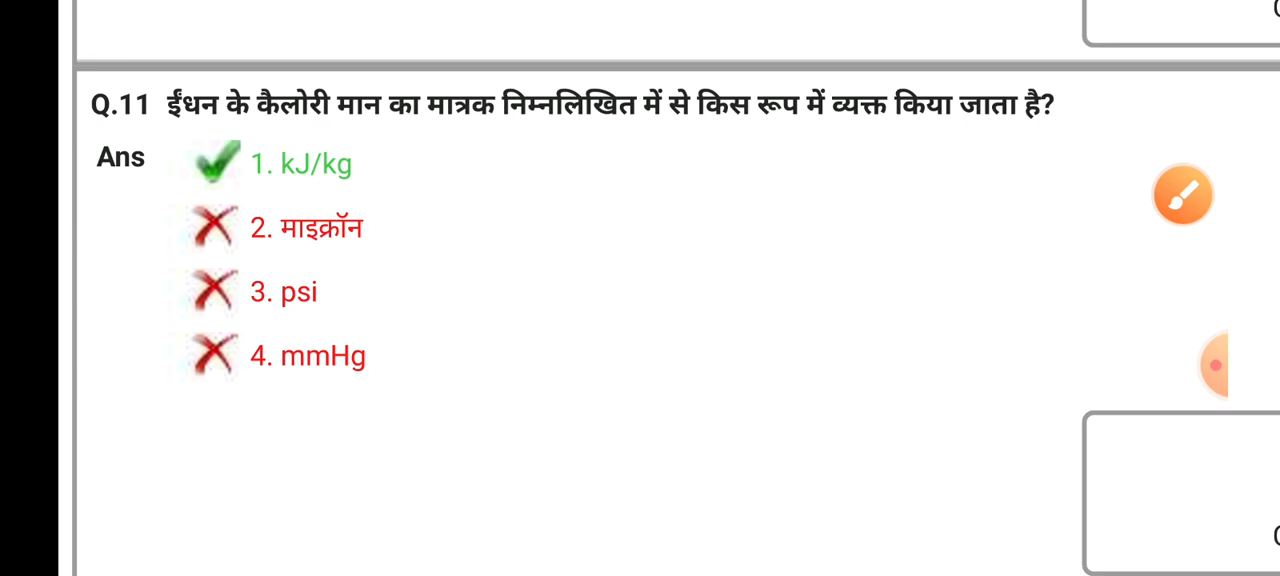 Q.11 ईंधन के कैलोरी मान का मात्रक निम्नलिखित में से किस रूप में व्यक्त किया जाता है?
Ans 1. kJ/kg
2. माइक्रॉन
3. psi
4. mmHg